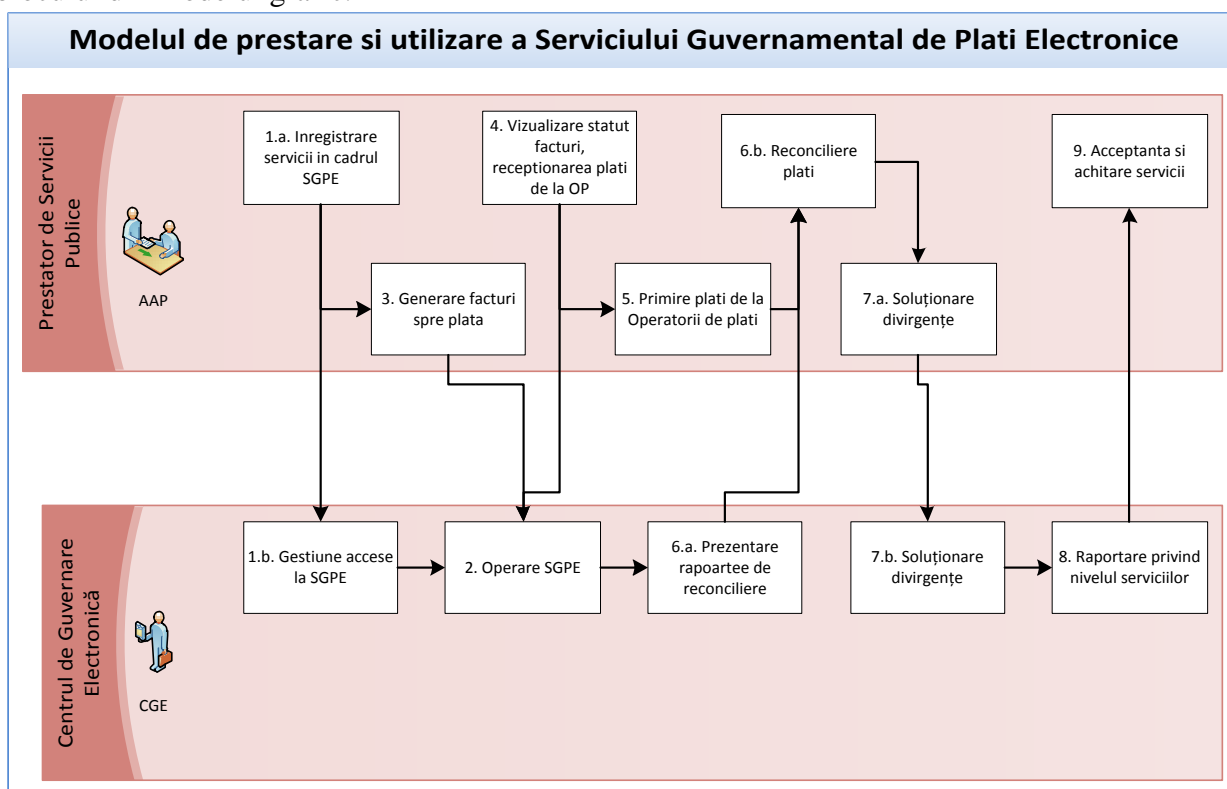 Modelul de prestare si utilizare a Serviciului Guvernamental de Plati Electronice
Prestator de Servicii
Publice
AAP
1.a. Inregistrare
servicii in cadrul
SGPE
4. Vizualizare statut
facturi,
receptionarea plati
de la OP
6.b. Reconciliere
plati
9. Acceptanta si
achitare servicii
3. Generare facturi
spre plata
5. Primire plati de la
Operatorii de plati
7.a. Soluționare
divirgențe
Centrul de Guvernare
Electronică
CGE
1.b. Gestiune accese
la SGPE
2. Operare SGPE
6.a. Prezentare
rapoartee de
reconciliere
7.b. Soluționare
divirgențe
8. Raportare privind
nivelul serviciilor